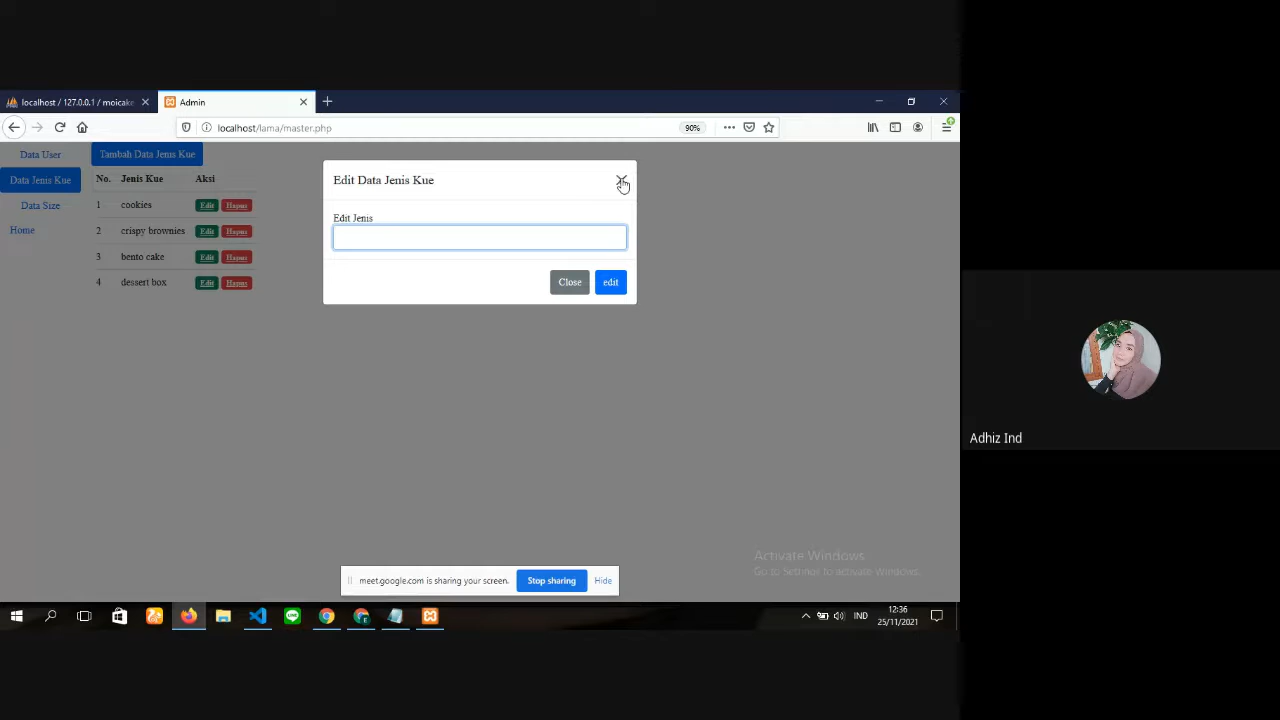 localhost / 127.0.0.1 / moicake
Admin
localhost/lama/master.php
90%
Data User
Tambah Data Jenis Kue
Data Jenis Kue
No. Jenis Kue Aksi
1 cookies Edit Hapus
Data Size
2 crispy brownies Edit Hapus
Home
3 bento cake Edit Hapus
4 dessert box Edit Hapus
Edit Data Jenis Kue
Edit Jenis
Close edit
Adhiz Ind
Activate Windows
Go to Settings to activate Windows.
meet.google.com is sharing your screen. Stop sharing Hide
IND
12:36
25/11/2021